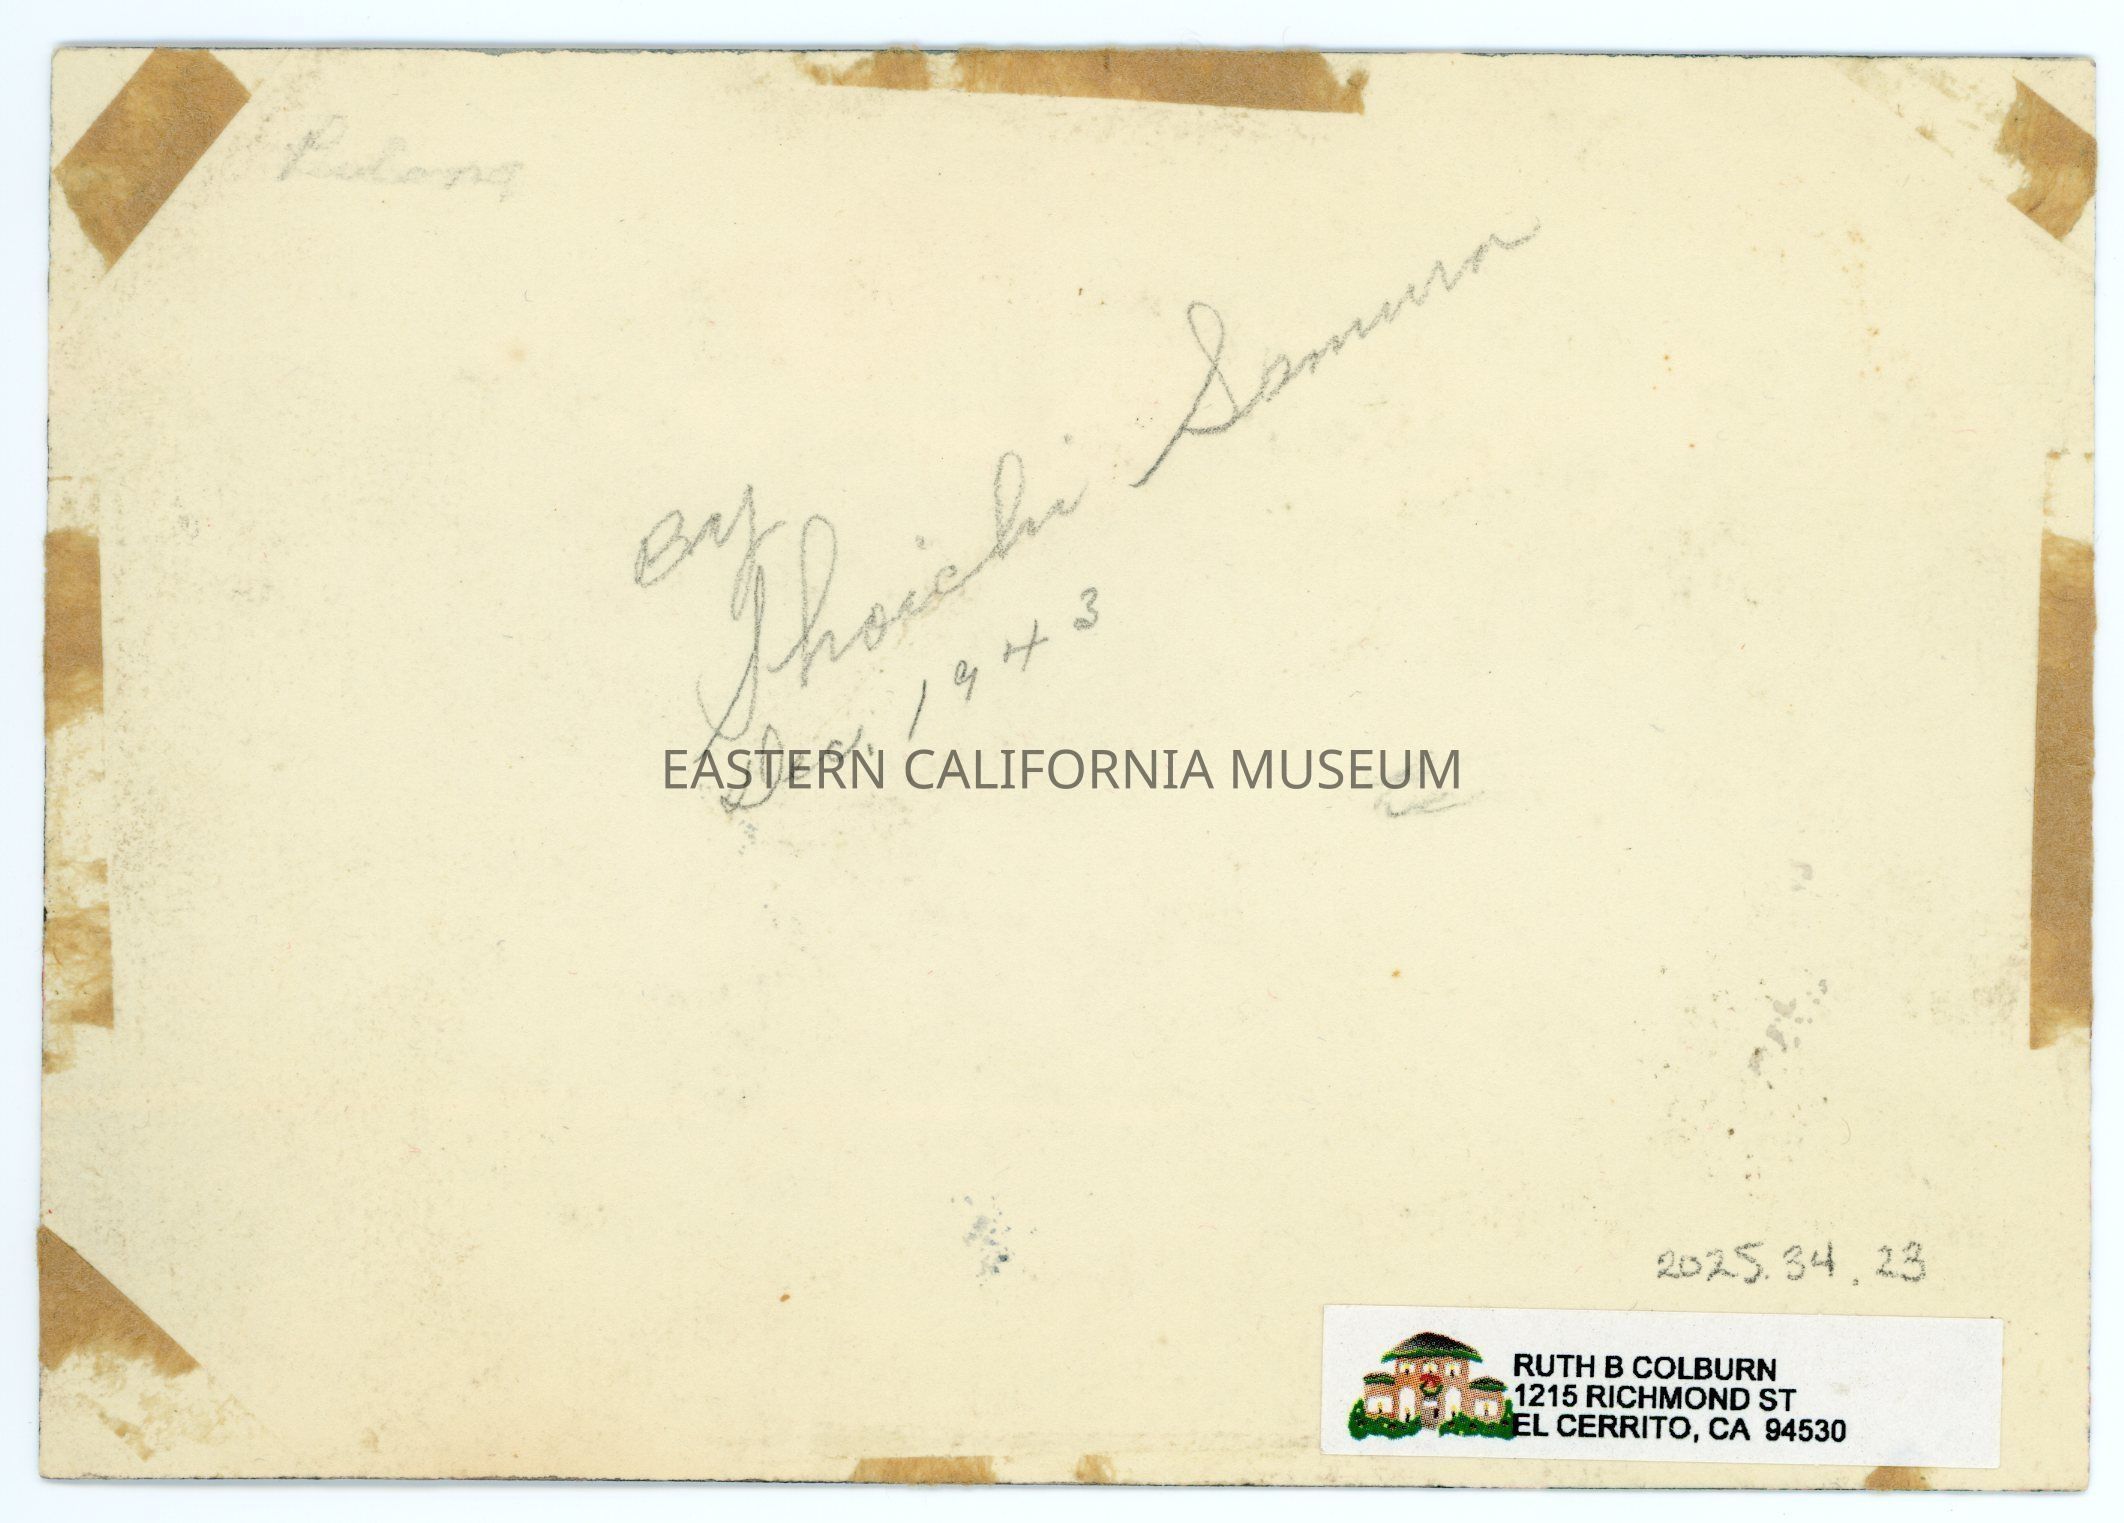 By
Shoichi Samura
Dec. 1943
EASTERN CALIFORNIA MUSEUM
2025.34.23
RUTH B COLBURN
1215 RICHMOND ST
EL CERRITO, CA 94530